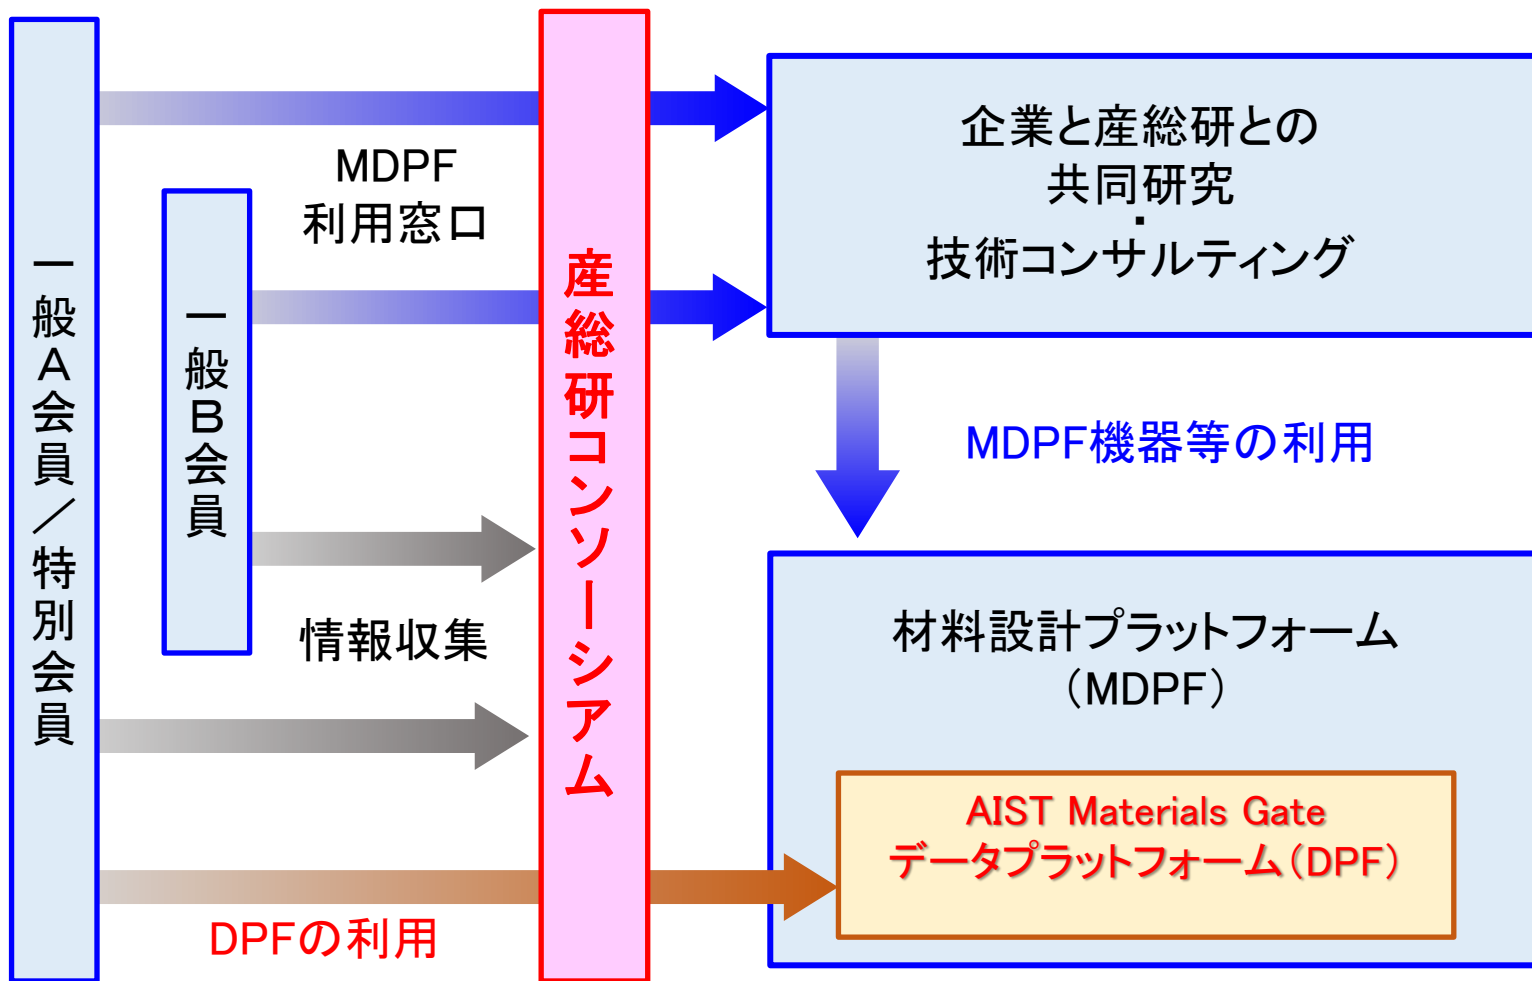 一般A会員／特別会員
一般B会員
MDPF
利用窓口
情報収集
DPFの利用
産総研コンソーシアム
企業と産総研との
共同研究
・
技術コンサルティング
MDPF機器等の利用
材料設計プラットフォーム
（MDPF）
AIST Materials Gate
データプラットフォーム（DPF）